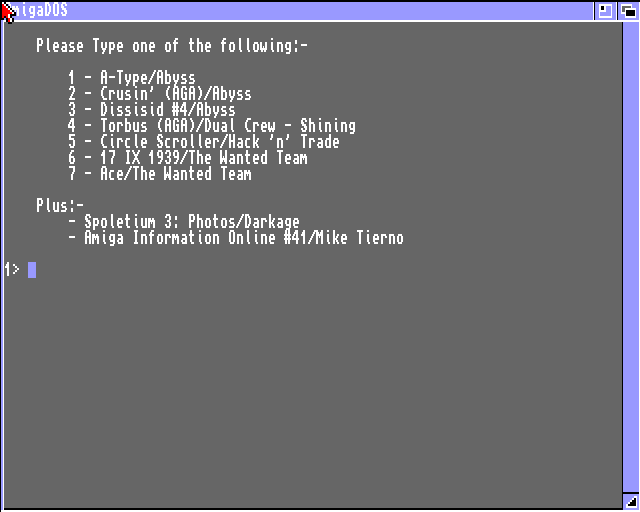 AmigaDOS
Please Type one of the following:-
1 - A-Type/Abyss
2 - Crusin' (AGA)/Abyss
3 - Dissisid #4/Abyss
4 - Torbus (AGA)/Dual Crew - Shining
5 - Circle Scroller/Hack 'n' Trade
6 - 17 IX 1939/The Wanted Team
7 - Ace/The Wanted Team
Plus:-
- Spoletium 3: Photos/Darkage
- Amiga Information Online #41/Mike Tierno
1>